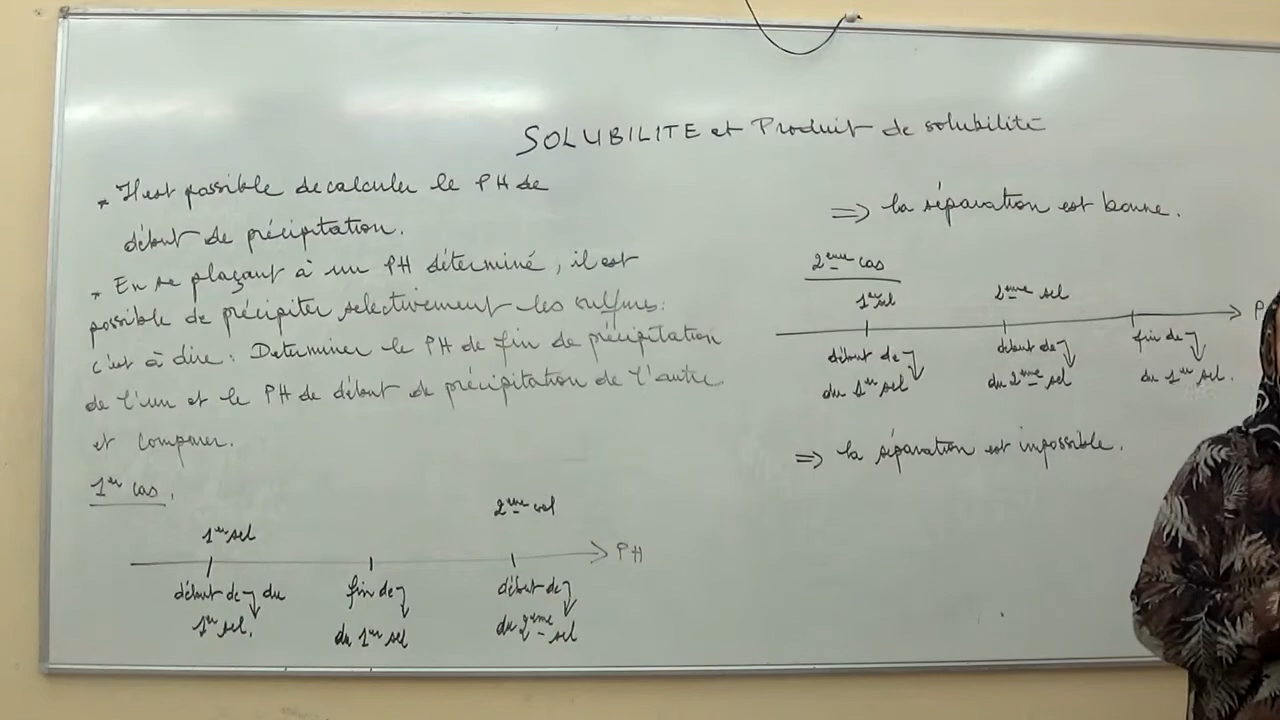 SOLUBILITE et Produit de solubilité
* Il est possible de calculer le PH de
début de précipitation.
* En se plaçant à un PH déterminé, il est
possible de précipiter selectivement les sulfures:
c'est à dire: Determiner le PH de fin de précipitation
de l'un et le PH de début de précipitation de l'autre.
et comparer.
1er cas.
1er sel
2ème sel
PH
début de ↓ du
1er sel.
fin de ↓
du 1er sel
début de ↓
du 2ème sel
=> la séparation est bonne.
2ème cas
1er sel
2ème sel
P
début de ↓
du 1er sel
début de ↓
du 2ème sel
fin de ↓
du 1er sel.
=> la séparation est impossible.